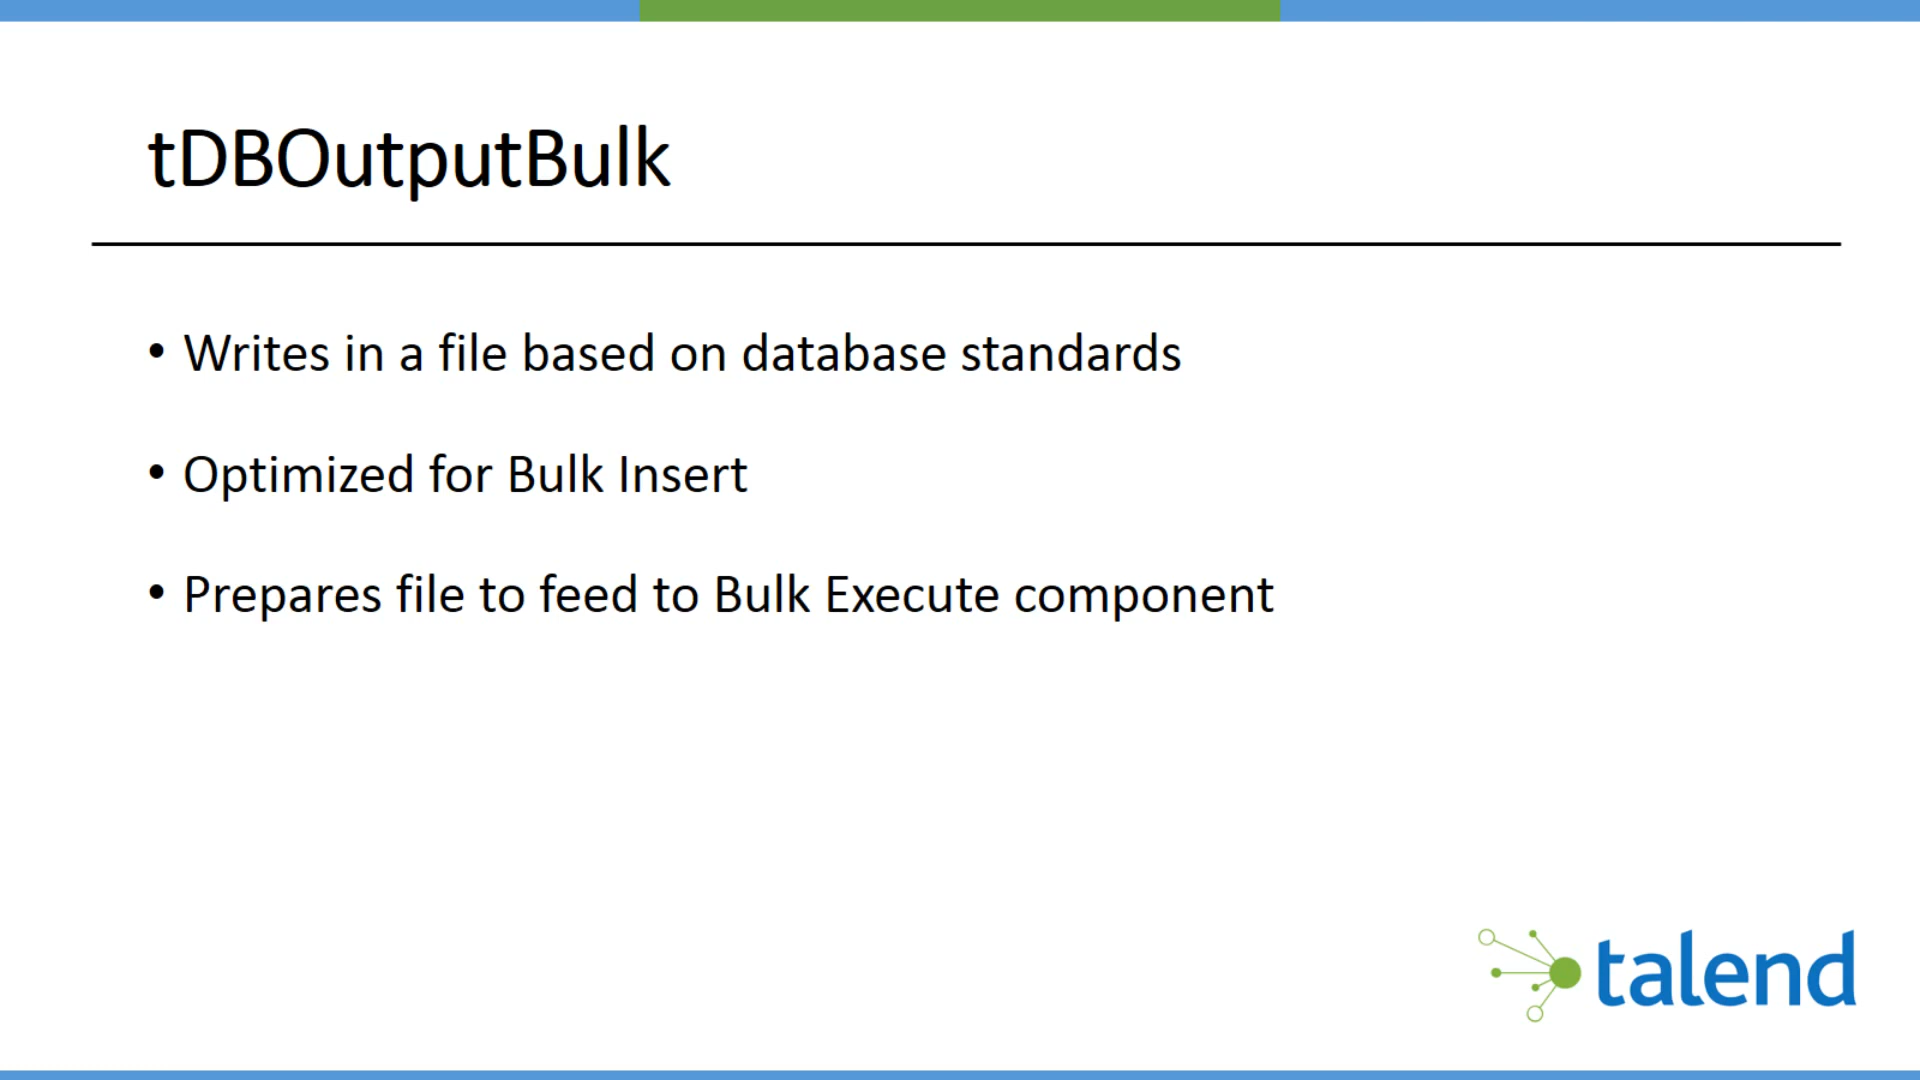 tDBOutputBulk
• Writes in a file based on database standards
• Optimized for Bulk Insert
• Prepares file to feed to Bulk Execute component
talend